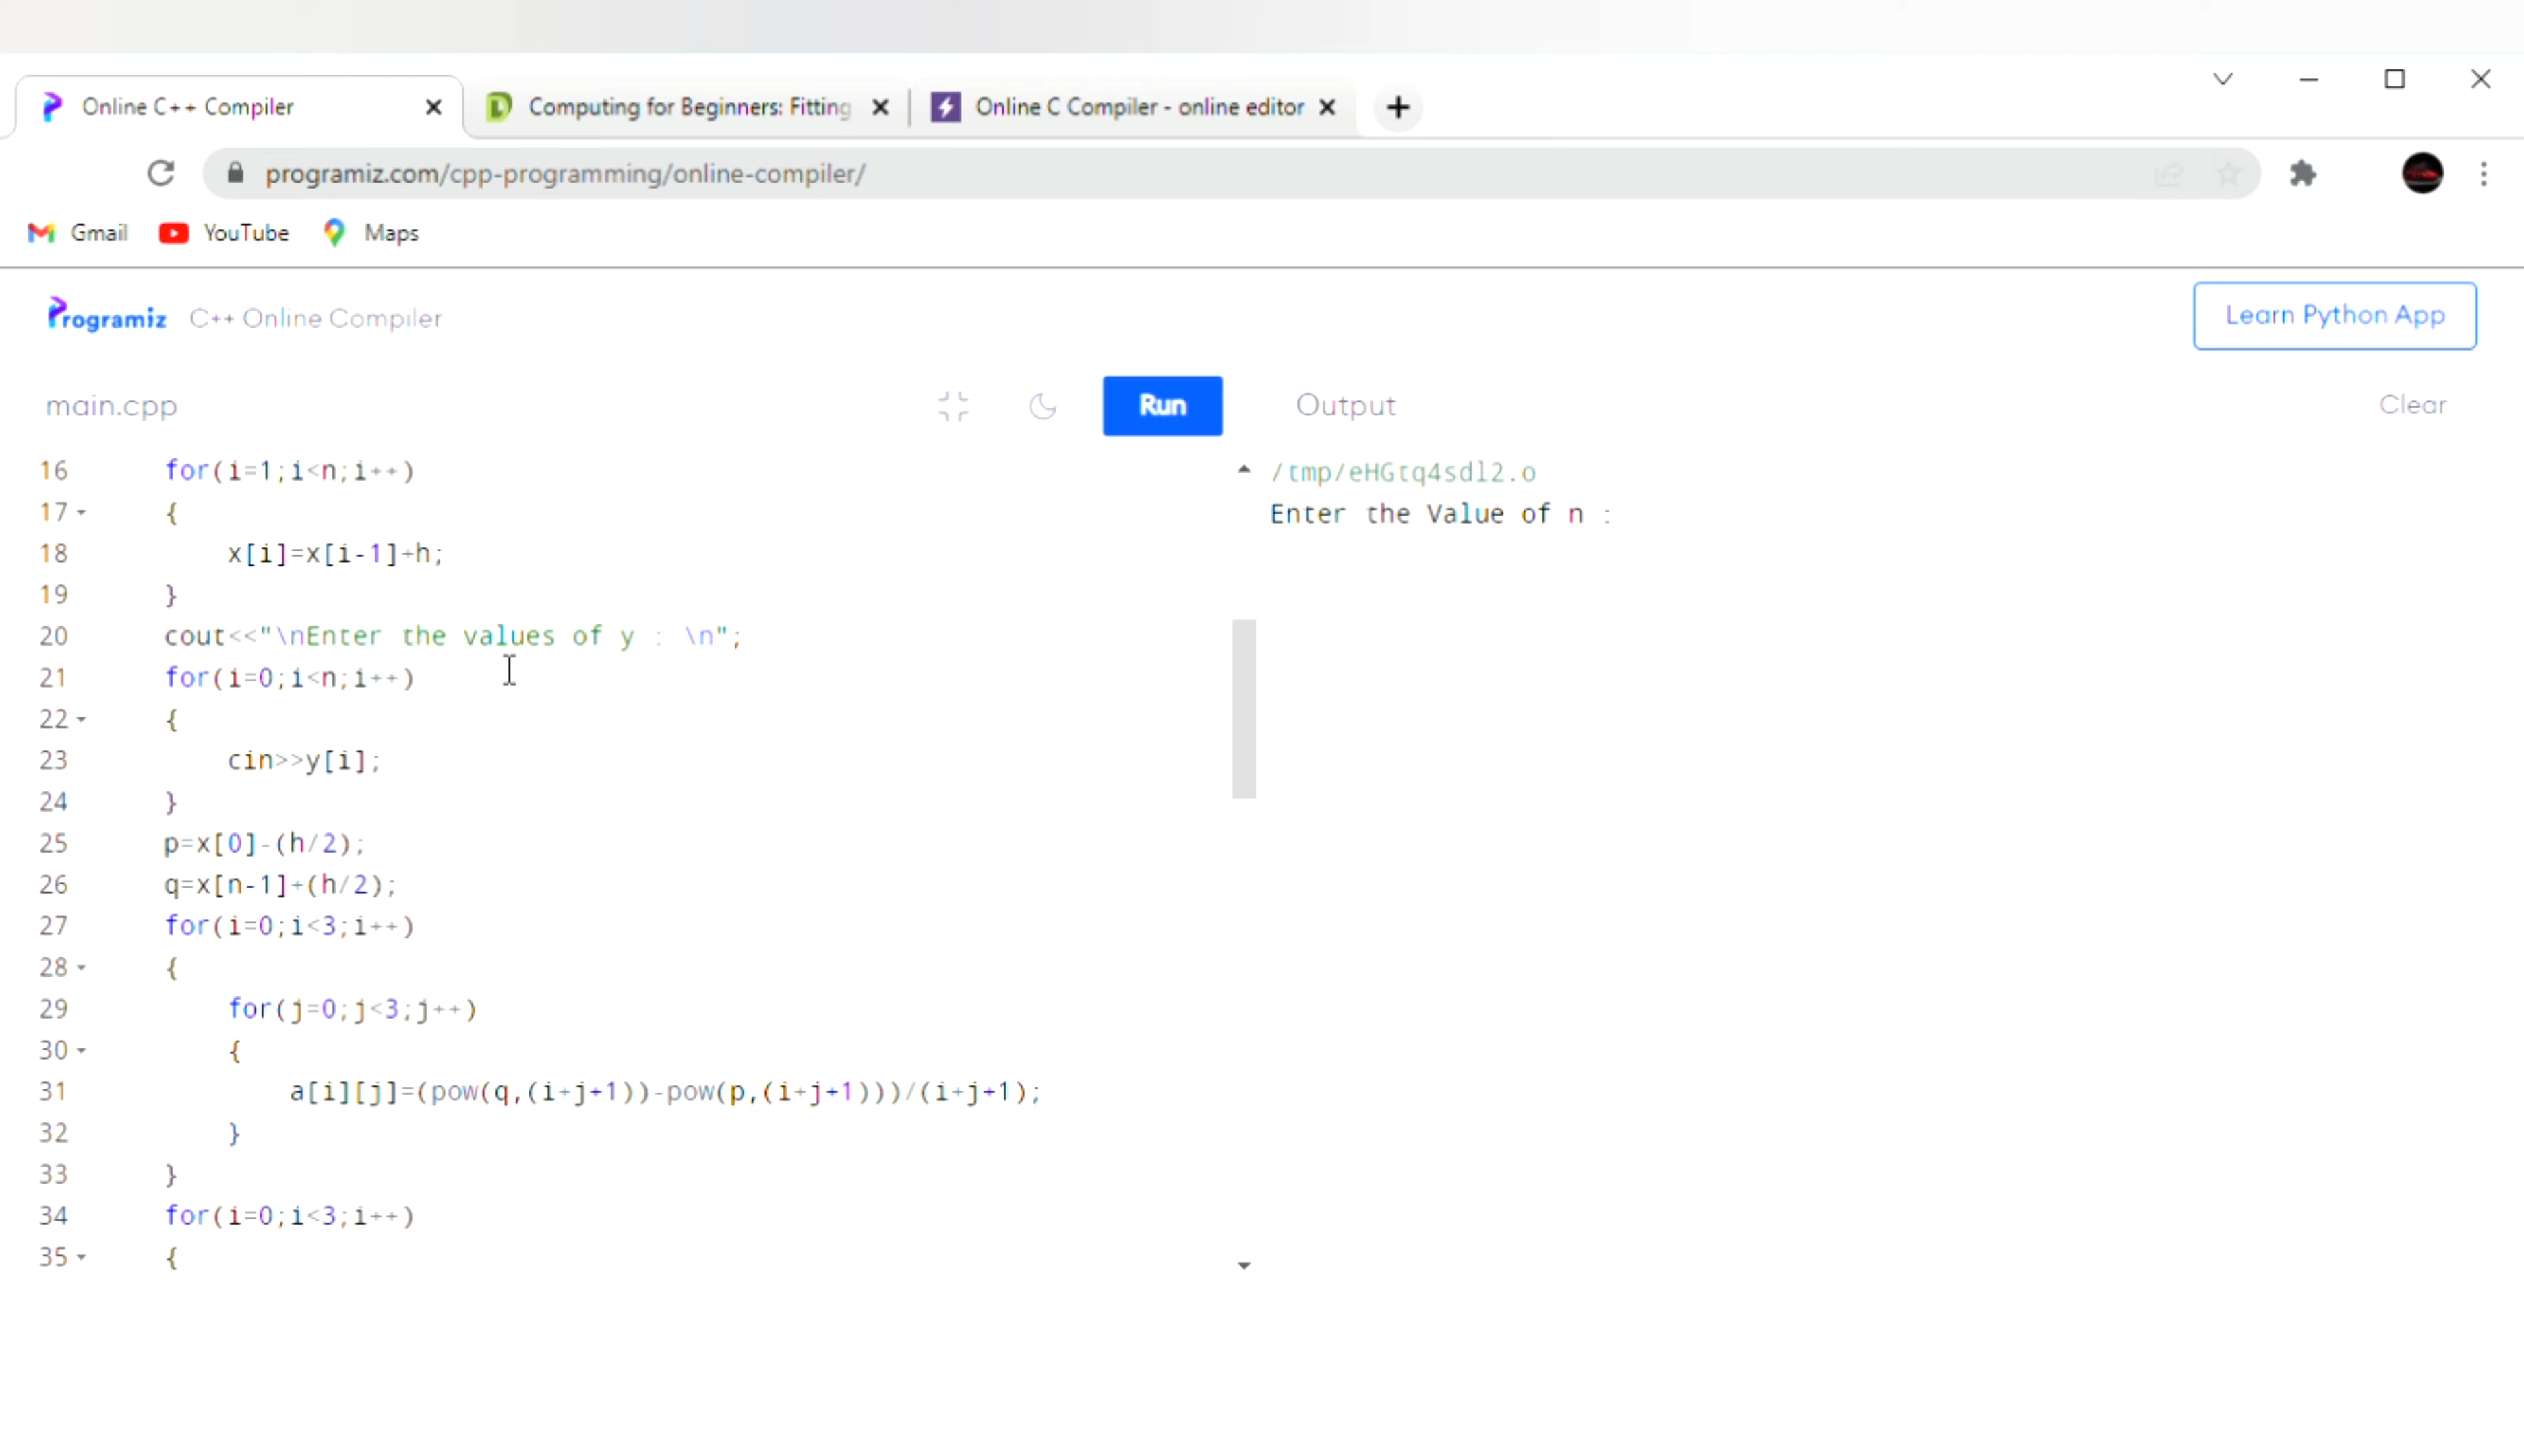 Online C++ Compiler
Computing for Beginners: Fitting
Online C Compiler - online editor
programiz.com/cpp-programming/online-compiler/
Gmail YouTube Maps
Programiz C++ Online Compiler
Learn Python App
main.cpp
Run
Output
Clear
16 for(i=1;i<n;i++)
17 {
18 x[i]=x[i-1]+h;
19 }
20 cout<<"\nEnter the values of y : \n";
21 for(i=0;i<n;i++)
22 {
23 cin>>y[i];
24 }
25 p=x[0]-(h/2);
26 q=x[n-1]+(h/2);
27 for(i=0;i<3;i++)
28 {
29 for(j=0;j<3;j++)
30 {
31 a[i][j]=(pow(q,(i+j+1))-pow(p,(i+j+1)))/(i+j+1);
32 }
33 }
34 for(i=0;i<3;i++)
35 {
/tmp/eHGtq4sdl2.o
Enter the Value of n :